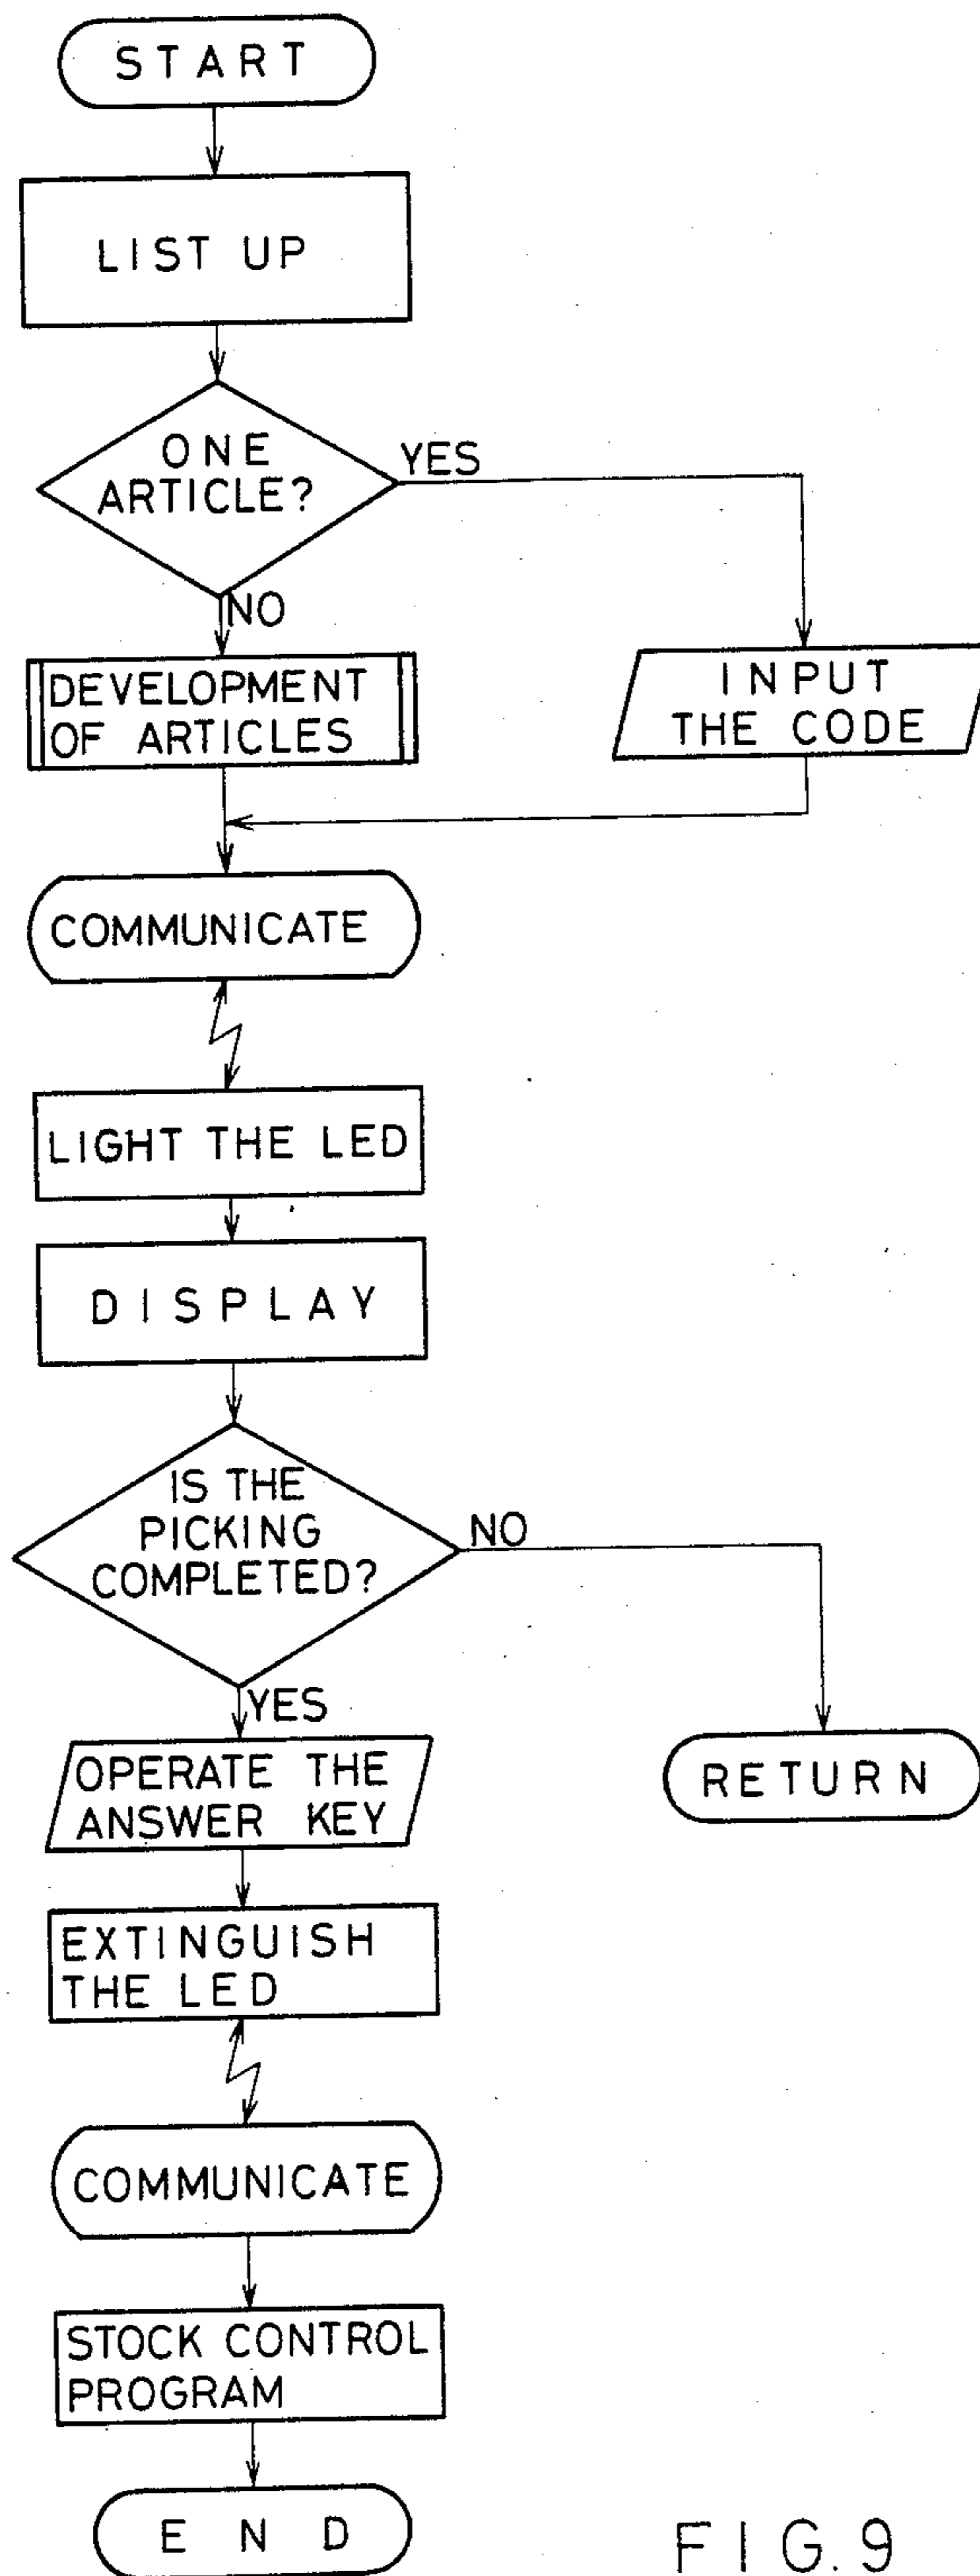 START
LIST UP
ONE
ARTICLE?
YES
NO
DEVELOPMENT
OF ARTICLES
INPUT
THE CODE
COMMUNICATE
LIGHT THE LED
DISPLAY
IS THE
PICKING
COMPLETED?
NO
YES
RETURN
OPERATE THE
ANSWER KEY
EXTINGUISH
THE LED
COMMUNICATE
STOCK CONTROL
PROGRAM
END
FIG. 9